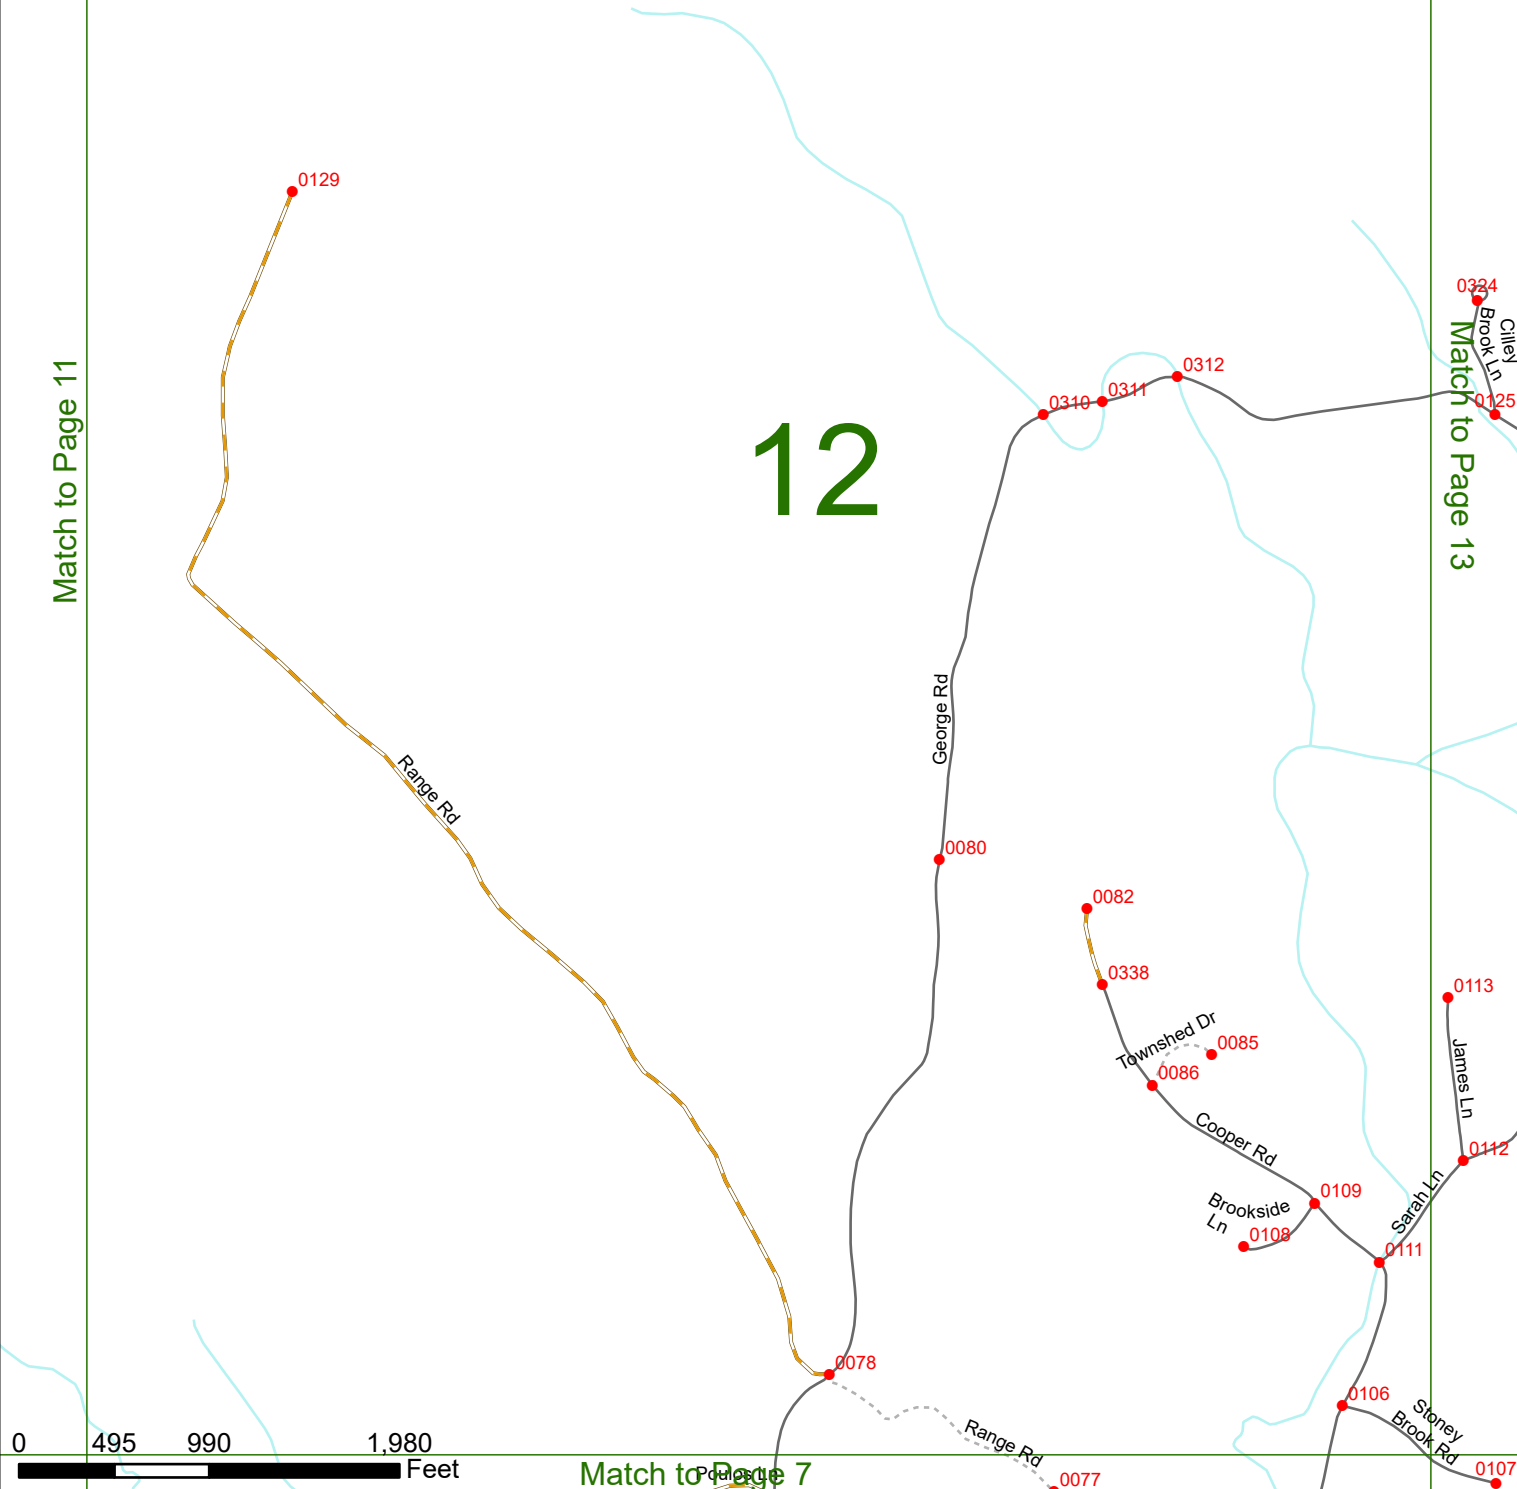 0129
0324
Cilley
Brook Ln
Match to Page 11
Match to Page 13
0312
0311
0310
0125
12
George Rd
Range Rd
0080
0082
0338
0113
Townshed Dr
0085
0086
James Ln
Cooper Rd
0112
0109
Sarah Ln
Brookside
Ln
0108
0111
0078
0106
Stoney
Brook Rd
Range Rd
0 495 990 1,980
Feet
Match to Page 7
Poulos Ln
0077
0107